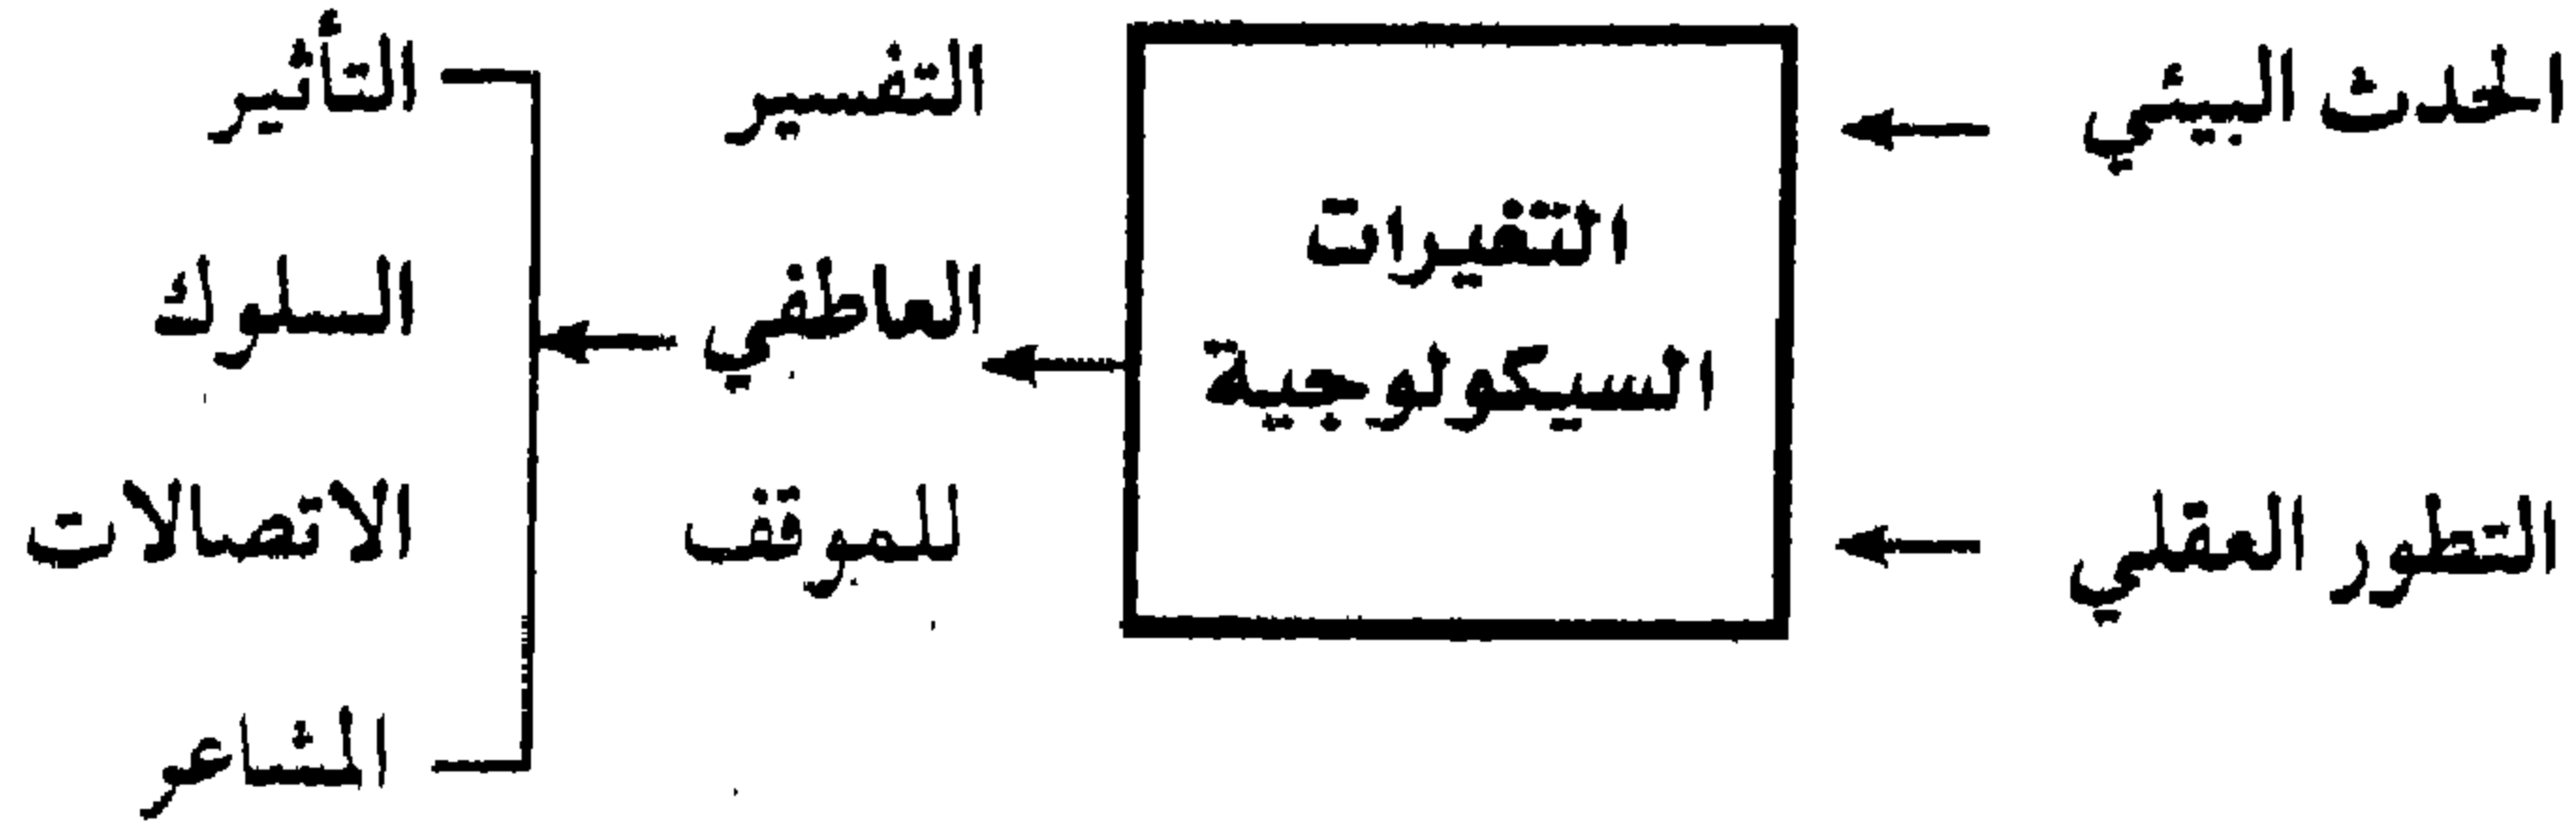 الحدث البيئي
التطور العقلي
التغيرات
السيكولوجية
التفسير
العاطفي
للموقف
التأثير
السلوك
الاتصالات
المشاعر